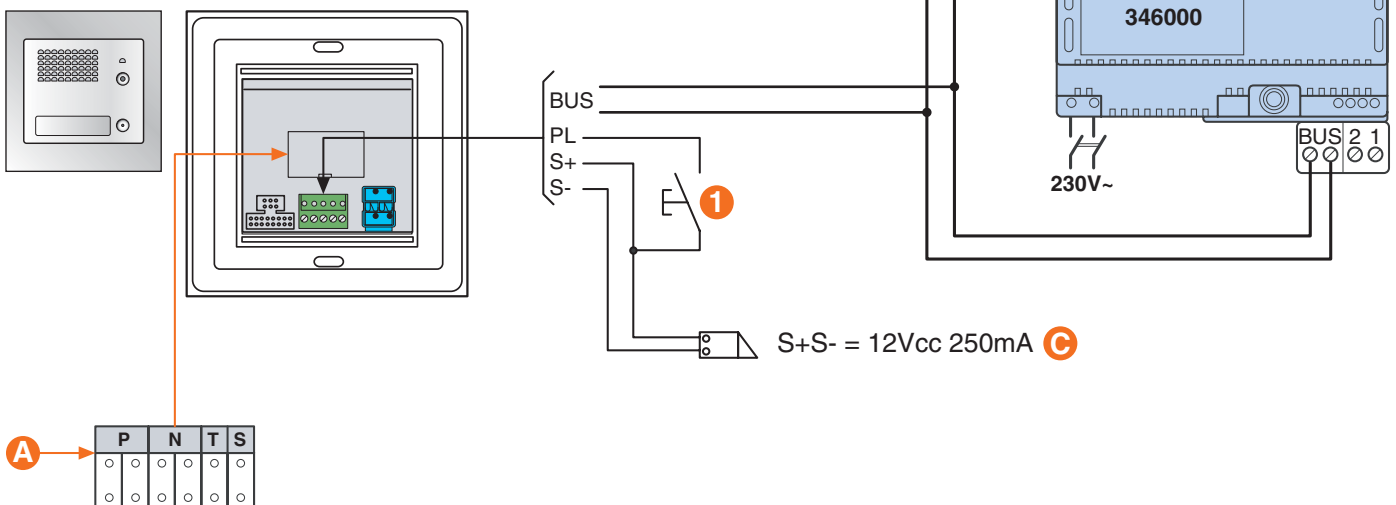 346000
BUS
PL
S+
S-
1
230V~
BUS 2 1
S+S- = 12Vcc 250mA C
A
P N T S